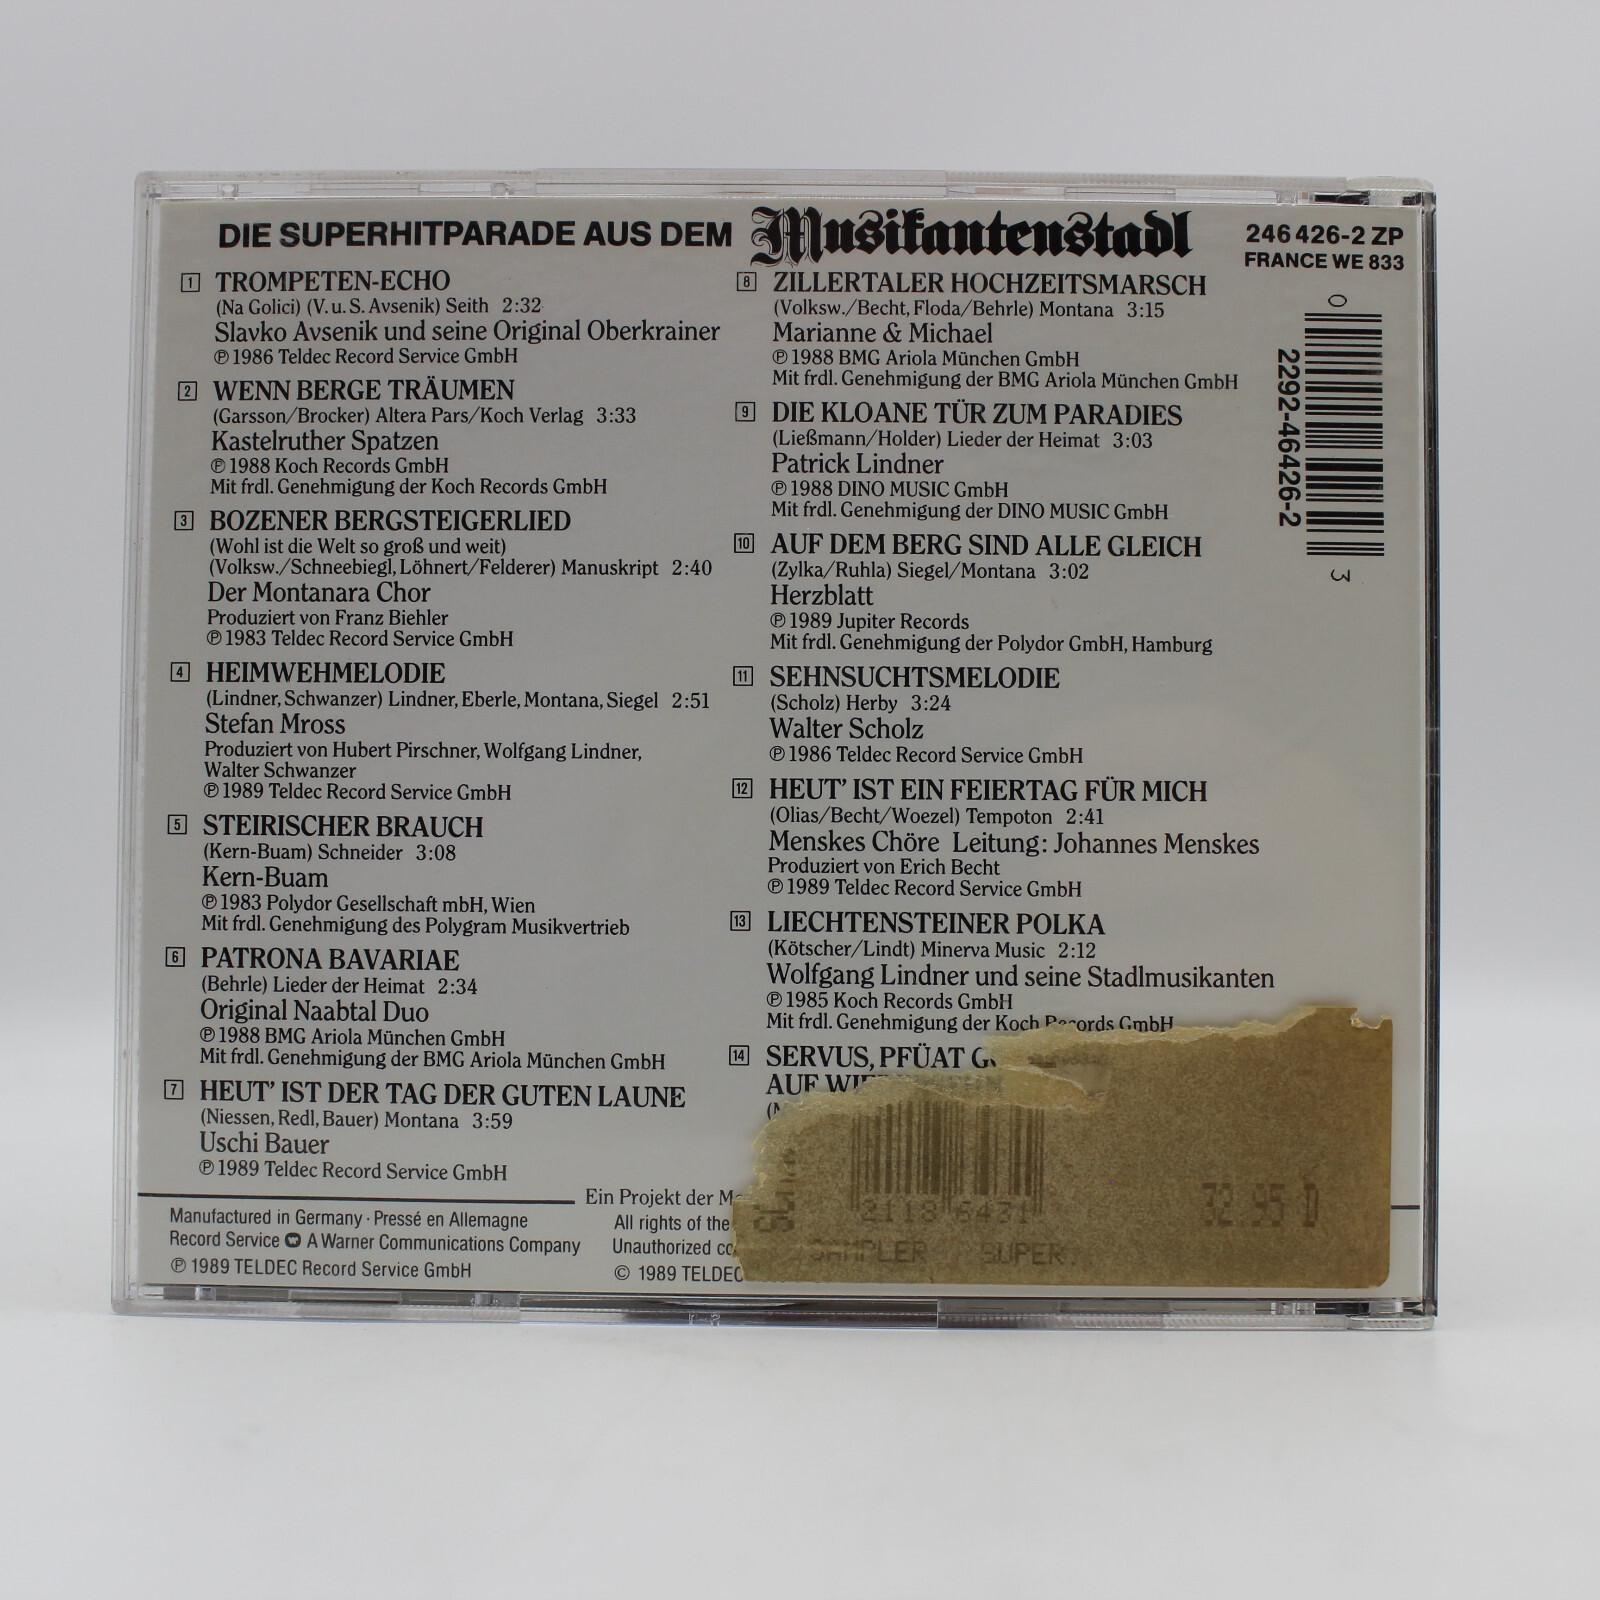 DIE SUPERHITPARADE AUS DEM Musikantenstadl
246 426-2 ZP
FRANCE WE 833
1 TROMPETEN-ECHO
(Na Golici) (V. u. S. Avsenik) Seith 2:32
Slavko Avsenik und seine Original Oberkrainer
℗ 1986 Teldec Record Service GmbH
2 WENN BERGE TRÄUMEN
(Garsson/Brocker) Altera Pars/Koch Verlag 3:33
Kastelruther Spatzen
℗ 1988 Koch Records GmbH
Mit frdl. Genehmigung der Koch Records GmbH
3 BOZENER BERGSTEIGERLIED
(Wohl ist die Welt so groß und weit)
(Volksw./Schneebiegl, Löhnert/Felderer) Manuskript 2:40
Der Montanara Chor
Produziert von Franz Biehler
℗ 1983 Teldec Record Service GmbH
4 HEIMWEHMELODIE
(Lindner, Schwanzer) Lindner, Eberle, Montana, Siegel 2:51
Stefan Mross
Produziert von Hubert Pirschner, Wolfgang Lindner,
Walter Schwanzer
℗ 1989 Teldec Record Service GmbH
5 STEIRISCHER BRAUCH
(Kern-Buam) Schneider 3:08
Kern-Buam
℗ 1983 Polydor Gesellschaft mbH, Wien
Mit frdl. Genehmigung des Polygram Musikvertrieb
6 PATRONA BAVARIAE
(Behrle) Lieder der Heimat 2:34
Original Naabtal Duo
℗ 1988 BMG Ariola München GmbH
Mit frdl. Genehmigung der BMG Ariola München GmbH
7 HEUT' IST DER TAG DER GUTEN LAUNE
(Niessen, Redl, Bauer) Montana 3:59
Uschi Bauer
℗ 1989 Teldec Record Service GmbH
8 ZILLERTALER HOCHZEITSMARSCH
(Volksw./Becht, Floda/Behrle) Montana 3:15
Marianne & Michael
℗ 1988 BMG Ariola München GmbH
Mit frdl. Genehmigung der BMG Ariola München GmbH
9 DIE KLOANE TÜR ZUM PARADIES
(Ließmann/Holder) Lieder der Heimat 3:03
Patrick Lindner
℗ 1988 DINO MUSIC GmbH
Mit frdl. Genehmigung der DINO MUSIC GmbH
10 AUF DEM BERG SIND ALLE GLEICH
(Zylka/Ruhla) Siegel/Montana 3:02
Herzblatt
℗ 1989 Jupiter Records
Mit frdl. Genehmigung der Polydor GmbH, Hamburg
11 SEHNSUCHTSMELODIE
(Scholz) Herby 3:24
Walter Scholz
℗ 1986 Teldec Record Service GmbH
12 HEUT' IST EIN FEIERTAG FÜR MICH
(Olias/Becht/Woezel) Tempoton 2:41
Menskes Chöre Leitung: Johannes Menskes
Produziert von Erich Becht
℗ 1989 Teldec Record Service GmbH
13 LIECHTENSTEINER POLKA
(Kötscher/Lindt) Minerva Music 2:12
Wolfgang Lindner und seine Stadlmusikanten
℗ 1985 Koch Records GmbH
Mit frdl. Genehmigung der Koch Records GmbH
14 SERVUS, PFÜAT
AUF
0 2292-46426-2 3
Ein Projekt der
Manufactured in Germany · Pressé en Allemagne
Record Service A Warner Communications Company
℗ 1989 TELDEC Record Service GmbH
All rights of the
Unauthorized
© 1989 TELDEC
2118 6431
32.95 D
SAMPLER SUPER.